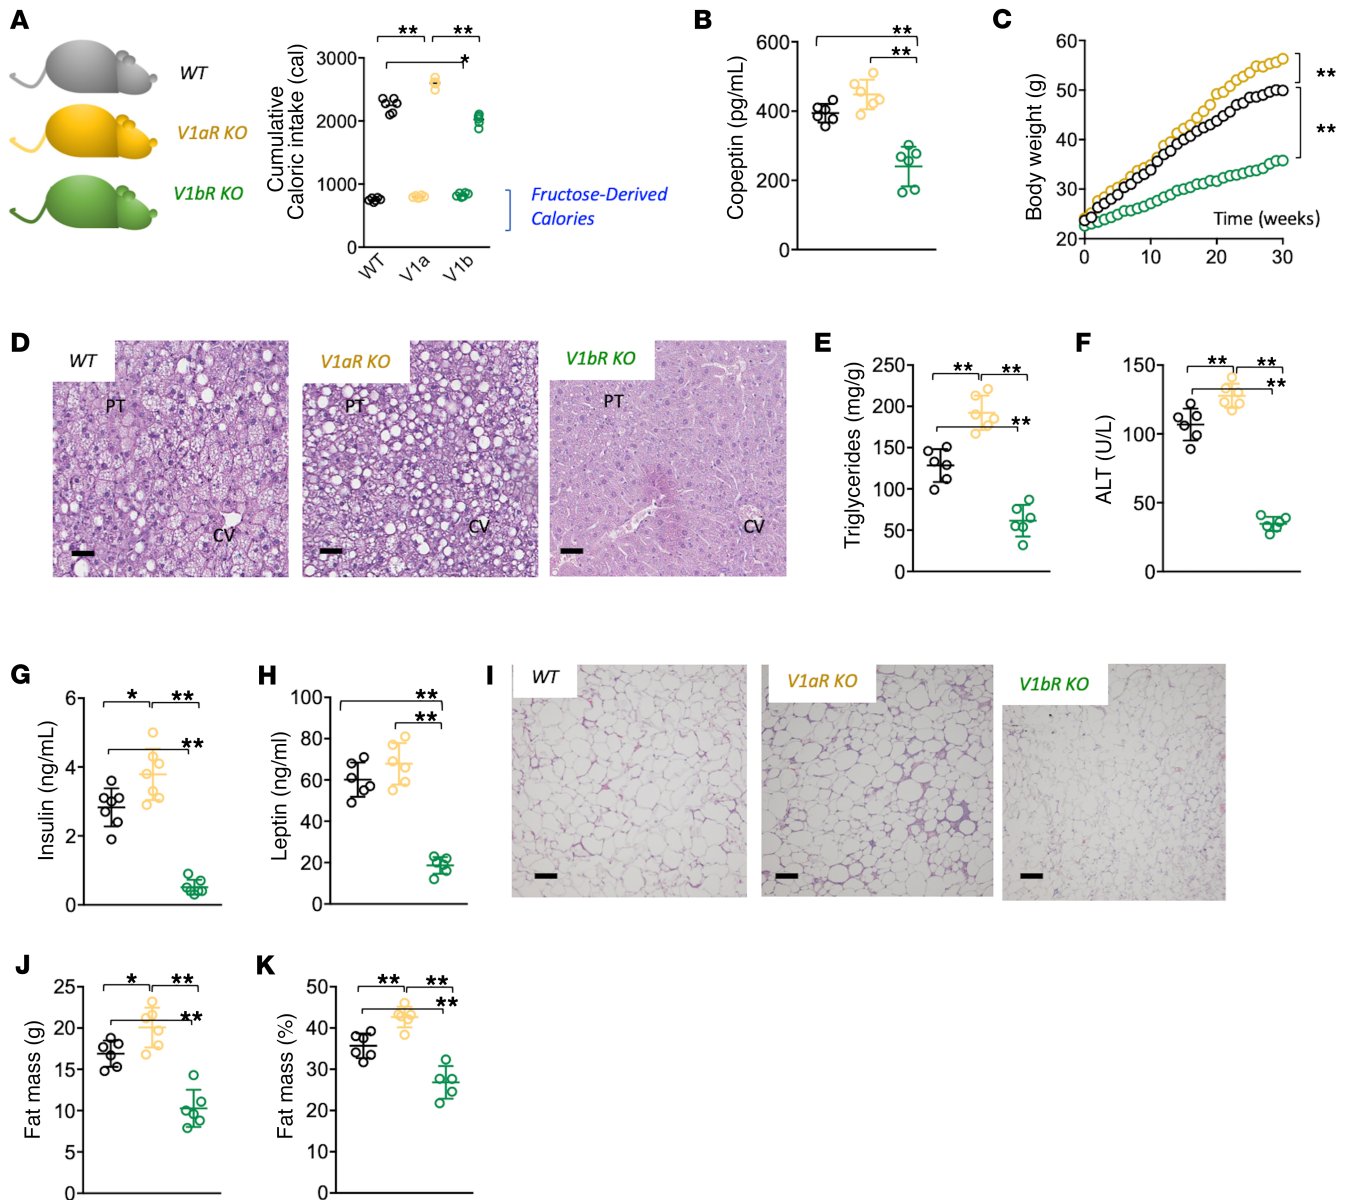 A
WT
V1aR KO
V1bR KO
Cumulative
Caloric intake (cal)
3000
2000
1000
0
**
**
*
WT
V1a
V1b
Fructose-Derived
Calories
B
Copeptin (pg/mL)
600
400
200
0
**
**
C
Body weight (g)
60
50
40
30
20
0
10
20
30
Time (weeks)
**
**
D
WT
PT
CV
V1aR KO
PT
CV
V1bR KO
PT
CV
E
Triglycerides (mg/g)
250
200
150
100
50
0
**
**
**
F
ALT (U/L)
150
100
50
0
**
**
**
G
Insulin (ng/mL)
6
4
2
0
*
**
**
H
Leptin (ng/ml)
100
80
60
40
20
0
**
**
I
WT
V1aR KO
V1bR KO
J
Fat mass (g)
25
20
15
10
5
0
*
**
**
K
Fat mass (%)
50
40
30
20
10
0
**
**
**